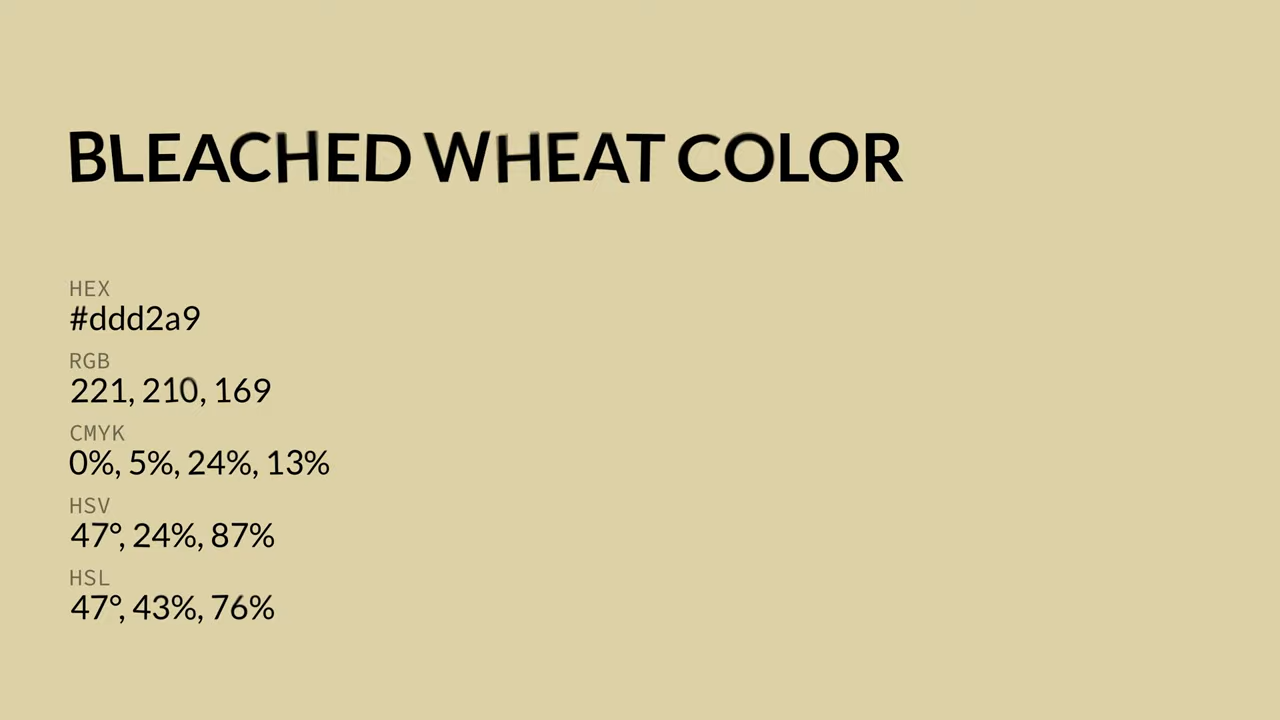 BLEACHED WHEAT COLOR
HEX
#ddd2a9
RGB
221, 210, 169
CMYK
0%, 5%, 24%, 13%
HSV
47°, 24%, 87%
HSL
47°, 43%, 76%